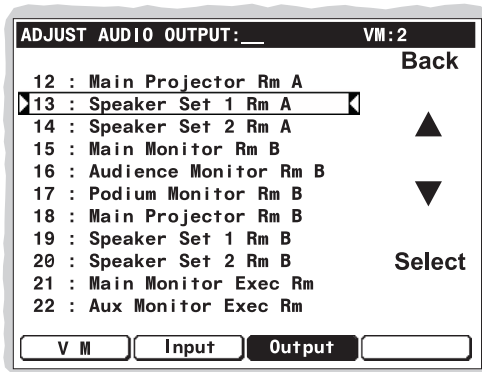 ADJUST AUDIO OUTPUT:__ VM:2
Back
12 : Main Projector Rm A
13 : Speaker Set 1 Rm A
14 : Speaker Set 2 Rm A
15 : Main Monitor Rm B
16 : Audience Monitor Rm B
17 : Podium Monitor Rm B
18 : Main Projector Rm B
19 : Speaker Set 1 Rm B
20 : Speaker Set 2 Rm B
Select
21 : Main Monitor Exec Rm
22 : Aux Monitor Exec Rm
V M Input Output